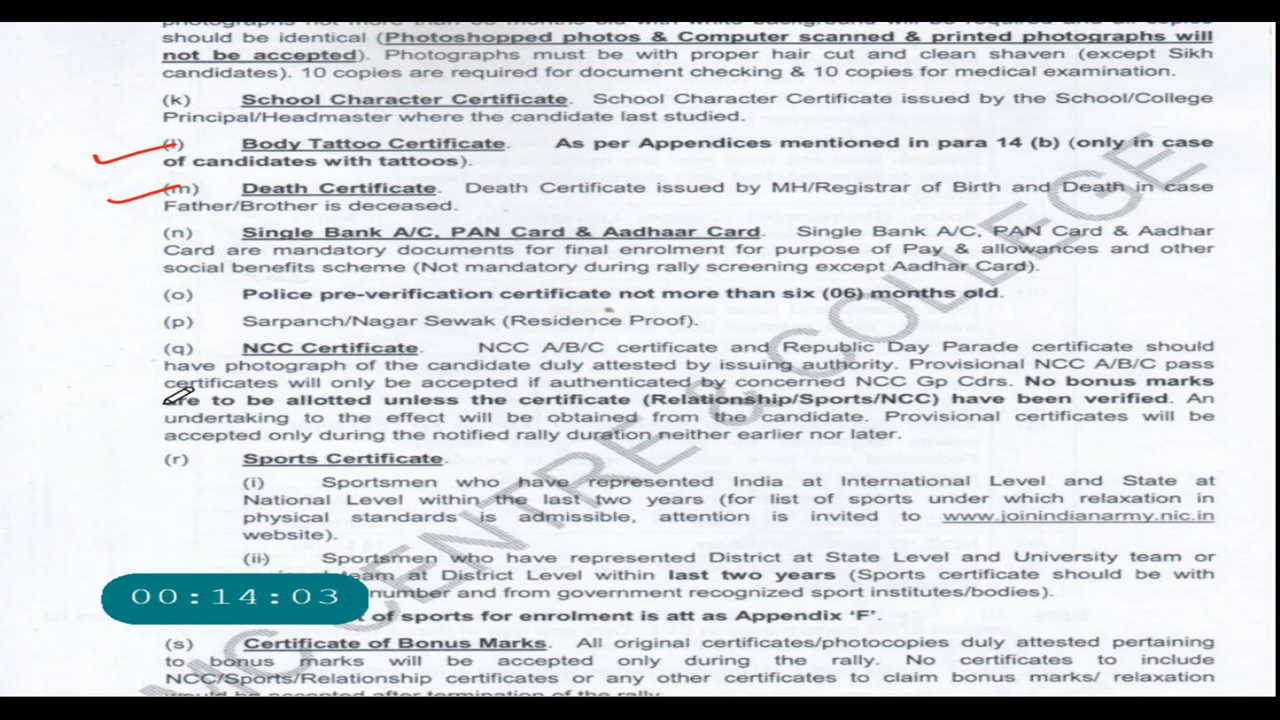 photographs not more than 03 months old with white background will be required and all copies
should be identical (Photoshopped photos & Computer scanned & printed photographs will
not be accepted). Photographs must be with proper hair cut and clean shaven (except Sikh
candidates). 10 copies are required for document checking & 10 copies for medical examination.
(k) School Character Certificate. School Character Certificate issued by the School/College
Principal/Headmaster where the candidate last studied.
(l) Body Tattoo Certificate. As per Appendices mentioned in para 14 (b) (only in case
of candidates with tattoos).
(m) Death Certificate. Death Certificate issued by MH/Registrar of Birth and Death in case
Father/Brother is deceased.
(n) Single Bank A/C, PAN Card & Aadhaar Card. Single Bank A/C, PAN Card & Aadhar
Card are mandatory documents for final enrolment for purpose of Pay & allowances and other
social benefits scheme (Not mandatory during rally screening except Aadhar Card).
(o) Police pre-verification certificate not more than six (06) months old.
(p) Sarpanch/Nagar Sewak (Residence Proof).
(q) NCC Certificate. NCC A/B/C certificate and Republic Day Parade certificate should
have photograph of the candidate duly attested by issuing authority. Provisional NCC A/B/C pass
certificates will only be accepted if authenticated by concerned NCC Gp Cdrs. No bonus marks
to be allotted unless the certificate (Relationship/Sports/NCC) have been verified. An
undertaking to the effect will be obtained from the candidate. Provisional certificates will be
accepted only during the notified rally duration neither earlier nor later.
(r) Sports Certificate.
(i) Sportsmen who have represented India at International Level and State at
National Level within the last two years (for list of sports under which relaxation in
physical standards is admissible, attention is invited to www.joinindianarmy.nic.in
website).
(ii) Sportsmen who have represented District at State Level and University team or
team at District Level within last two years (Sports certificate should be with
number and from government recognized sport institutes/bodies).
00:14:03
of sports for enrolment is att as Appendix 'F'.
(s) Certificate of Bonus Marks. All original certificates/photocopies duly attested pertaining
to bonus marks will be accepted only during the rally. No certificates to include
NCC/Sports/Relationship certificates or any other certificates to claim bonus marks/ relaxation
would be accepted after termination of the rally.
CENTRE & COLLEGE